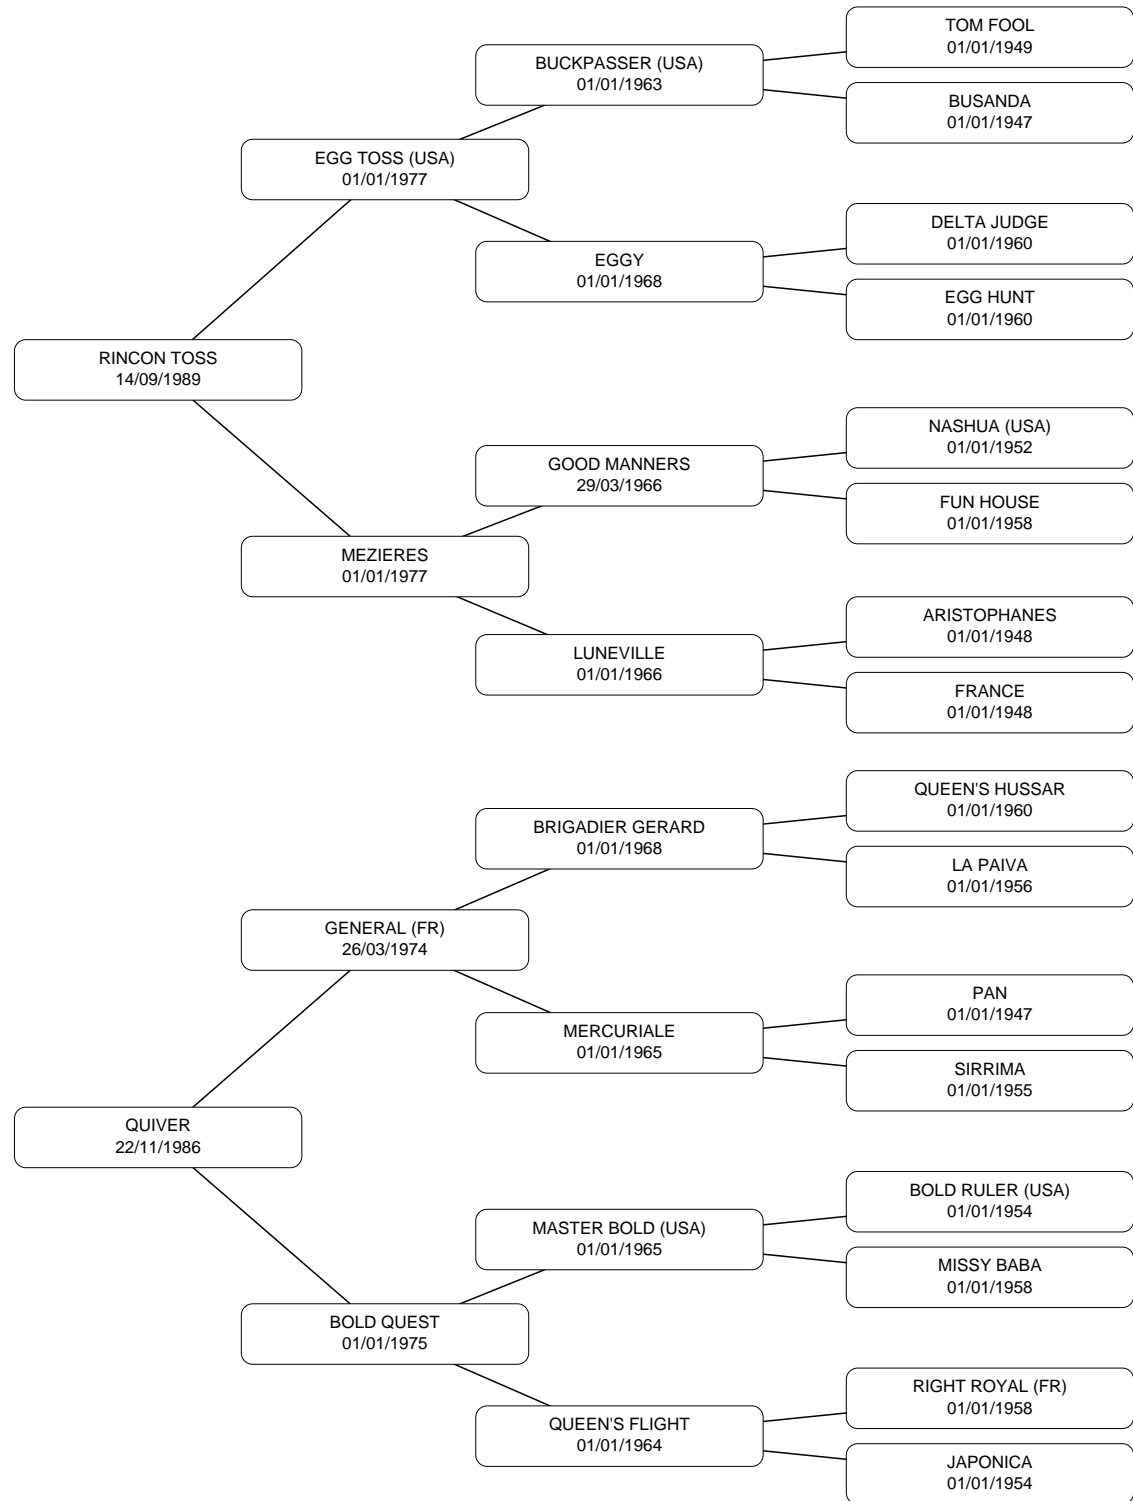 TOM FOOL
01/01/1949
BUCKPASSER (USA)
01/01/1963
BUSANDA
01/01/1947
EGG TOSS (USA)
01/01/1977
DELTA JUDGE
01/01/1960
EGGY
01/01/1968
EGG HUNT
01/01/1960
RINCON TOSS
14/09/1989
NASHUA (USA)
01/01/1952
GOOD MANNERS
29/03/1966
FUN HOUSE
01/01/1958
MEZIERES
01/01/1977
ARISTOPHANES
01/01/1948
LUNEVILLE
01/01/1966
FRANCE
01/01/1948
QUEEN'S HUSSAR
01/01/1960
BRIGADIER GERARD
01/01/1968
LA PAIVA
01/01/1956
GENERAL (FR)
26/03/1974
PAN
01/01/1947
MERCURIALE
01/01/1965
SIRRIMA
01/01/1955
QUIVER
22/11/1986
BOLD RULER (USA)
01/01/1954
MASTER BOLD (USA)
01/01/1965
MISSY BABA
01/01/1958
BOLD QUEST
01/01/1975
RIGHT ROYAL (FR)
01/01/1958
QUEEN'S FLIGHT
01/01/1964
JAPONICA
01/01/1954